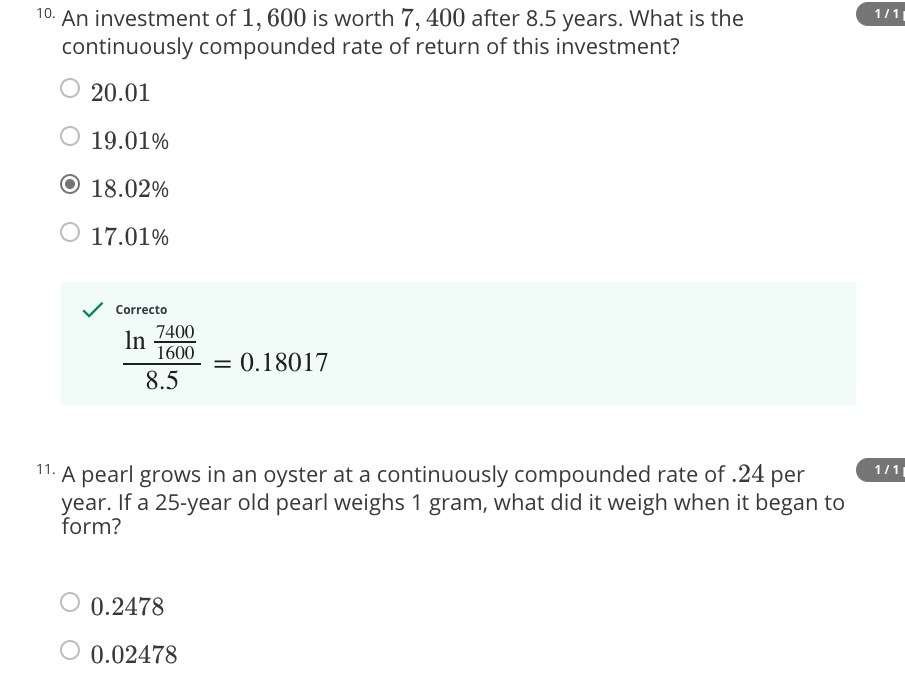 10. An investment of 1, 600 is worth 7, 400 after 8.5 years. What is the
1 / 1
continuously compounded rate of return of this investment?
20.01
19.01%
18.02%
17.01%
Correcto
ln 7400/1600
8.5
= 0.18017
11. A pearl grows in an oyster at a continuously compounded rate of .24 per
1 / 1
year. If a 25-year old pearl weighs 1 gram, what did it weigh when it began to
form?
0.2478
0.02478